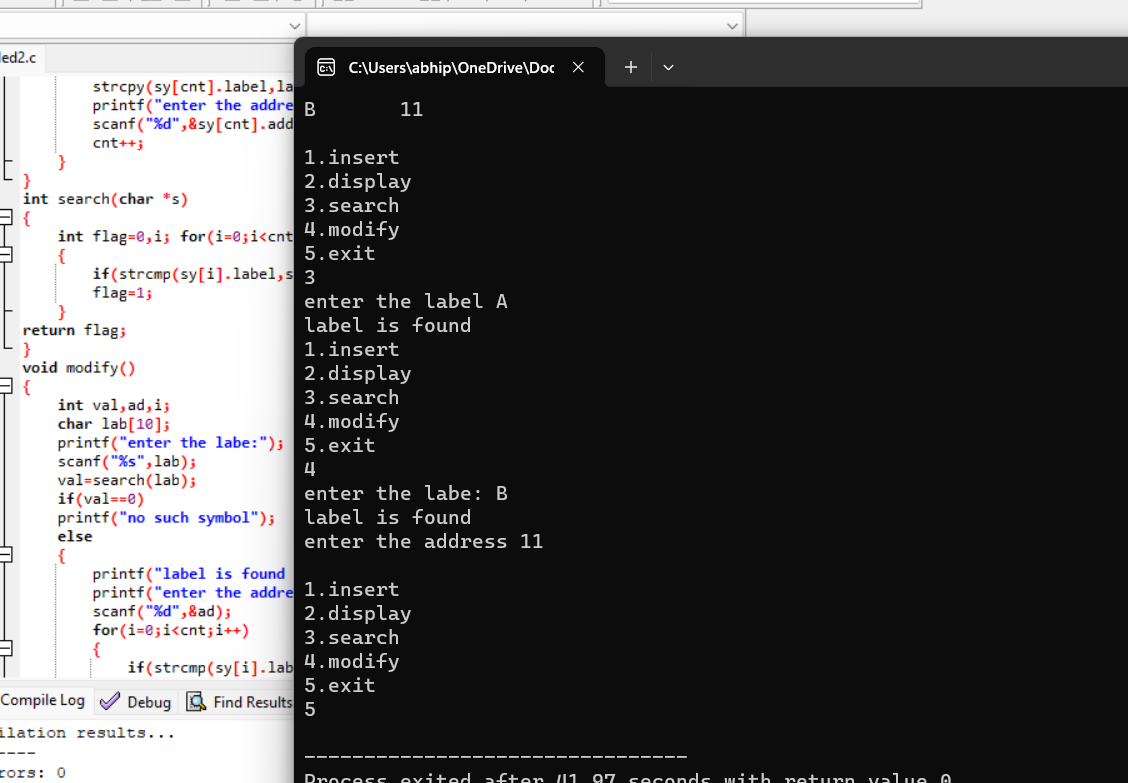 led2.c
strcpy(sy[cnt].label,la
printf("enter the addre
scanf("%d",&sy[cnt].add
cnt++;
}
}
int search(char *s)
{
int flag=0,i; for(i=0;i<cnt
{
if(strcmp(sy[i].label,s
flag=1;
}
return flag;
}
void modify()
{
int val,ad,i;
char lab[10];
printf("enter the labe:");
scanf("%s",lab);
val=search(lab);
if(val==0)
printf("no such symbol");
else
{
printf("label is found
printf("enter the addre
scanf("%d",&ad);
for(i=0;i<cnt;i++)
{
if(strcmp(sy[i].lab
Compile Log Debug Find Results
ilation results...
----
rors: 0
C:\Users\abhip\OneDrive\Doc
B 11
1.insert
2.display
3.search
4.modify
5.exit
3
enter the label A
label is found
1.insert
2.display
3.search
4.modify
5.exit
4
enter the labe: B
label is found
enter the address 11
1.insert
2.display
3.search
4.modify
5.exit
5
--------------------------------
Process exited after 41.97 seconds with return value 0